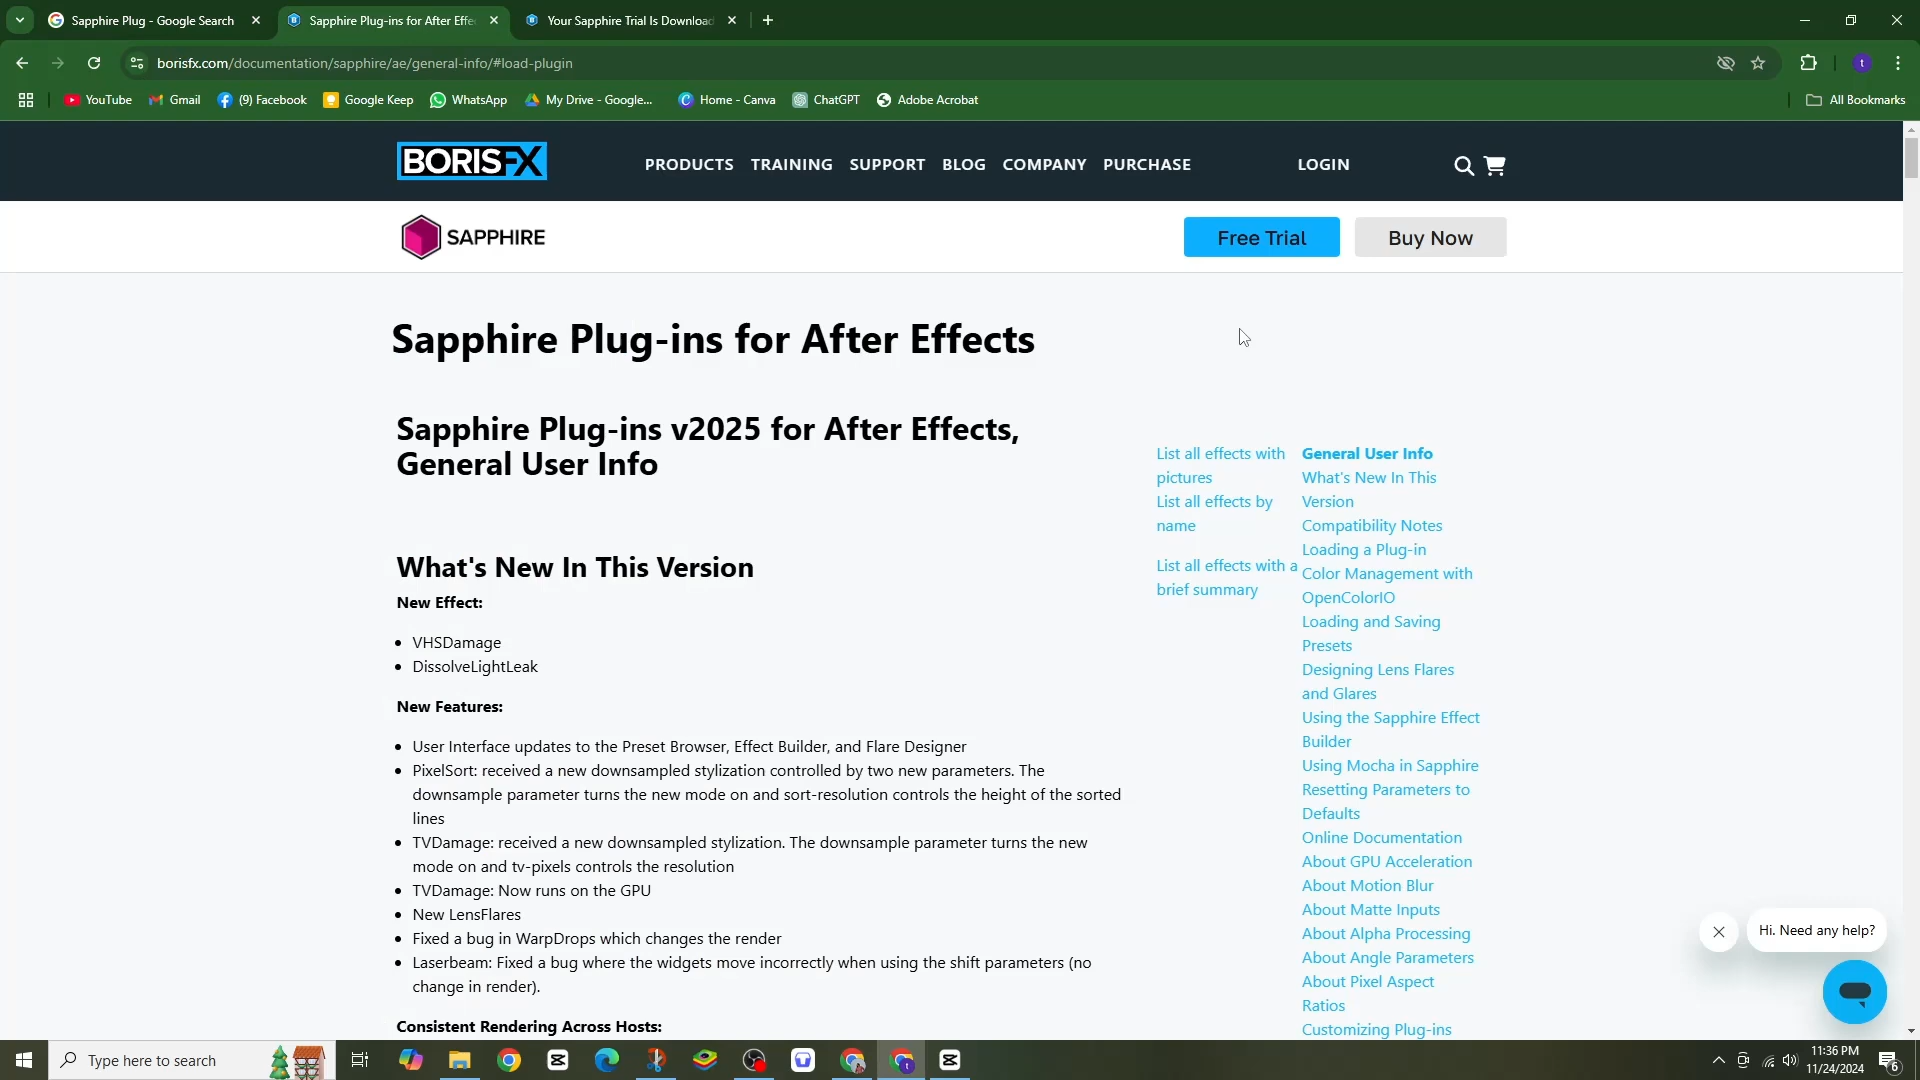 Sapphire Plug - Google Search
Sapphire Plug-ins for After Effe
Your Sapphire Trial Is Download
borisfx.com/documentation/sapphire/ae/general-info/#load-plugin
t
YouTube
Gmail
(9) Facebook
Google Keep
WhatsApp
My Drive - Google...
Home - Canva
ChatGPT
Adobe Acrobat
All Bookmarks
BORISFX
PRODUCTS
TRAINING
SUPPORT
BLOG
COMPANY
PURCHASE
LOGIN
SAPPHIRE
Free Trial
Buy Now
Sapphire Plug-ins for After Effects
Sapphire Plug-ins v2025 for After Effects,
General User Info
What's New In This Version
New Effect:
VHSDamage
DissolveLightLeak
New Features:
User Interface updates to the Preset Browser, Effect Builder, and Flare Designer
PixelSort: received a new downsampled stylization controlled by two new parameters. The
downsample parameter turns the new mode on and sort-resolution controls the height of the sorted
lines
TVDamage: received a new downsampled stylization. The downsample parameter turns the new
mode on and tv-pixels controls the resolution
TVDamage: Now runs on the GPU
New LensFlares
Fixed a bug in WarpDrops which changes the render
Laserbeam: Fixed a bug where the widgets move incorrectly when using the shift parameters (no
change in render).
Consistent Rendering Across Hosts:
List all effects with
pictures
List all effects by
name
List all effects with a
brief summary
General User Info
What's New In This
Version
Compatibility Notes
Loading a Plug-in
Color Management with
OpenColorIO
Loading and Saving
Presets
Designing Lens Flares
and Glares
Using the Sapphire Effect
Builder
Using Mocha in Sapphire
Resetting Parameters to
Defaults
Online Documentation
About GPU Acceleration
About Motion Blur
About Matte Inputs
About Alpha Processing
About Angle Parameters
About Pixel Aspect
Ratios
Customizing Plug-ins
Hi. Need any help?
Type here to search
11:36 PM
11/24/2024
6